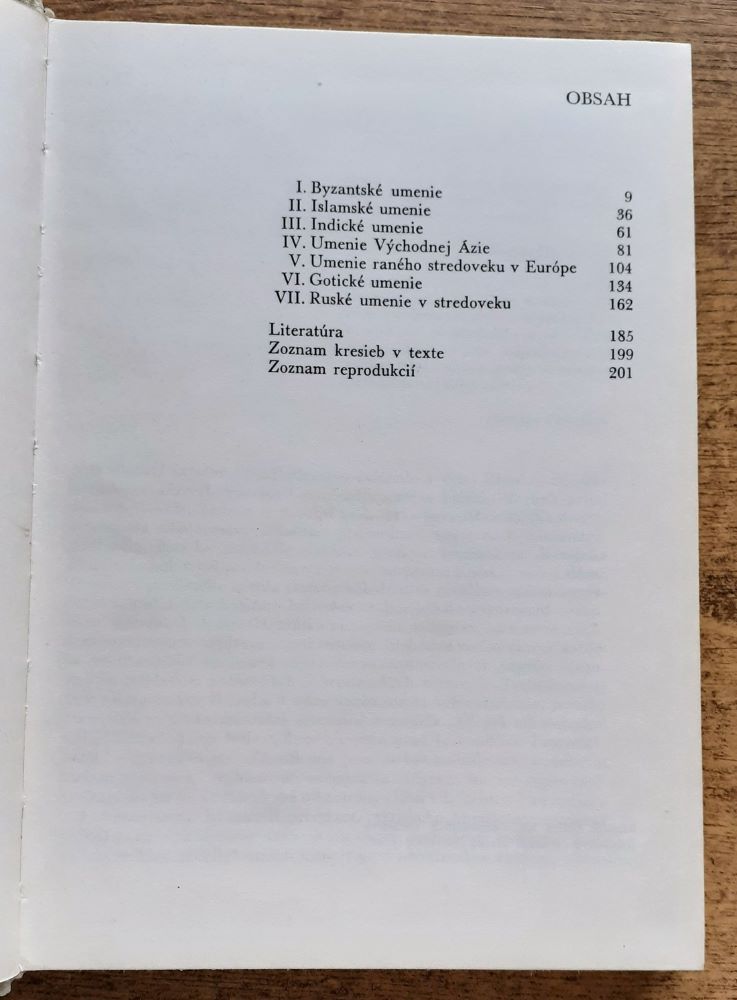 OBSAH
I. Byzantské umenie 9
II. Islamské umenie 36
III. Indické umenie 61
IV. Umenie Východnej Ázie 81
V. Umenie raného stredoveku v Európe 104
VI. Gotické umenie 134
VII. Ruské umenie v stredoveku 162
Literatúra 185
Zoznam kresieb v texte 199
Zoznam reprodukcií 201